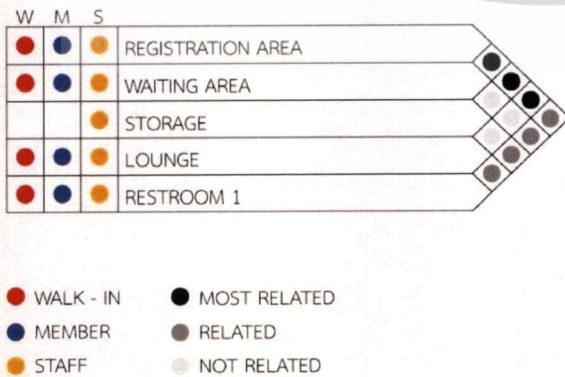 W M S
REGISTRATION AREA
WAITING AREA
STORAGE
LOUNGE
RESTROOM 1
WALK - IN
MOST RELATED
MEMBER
RELATED
STAFF
NOT RELATED